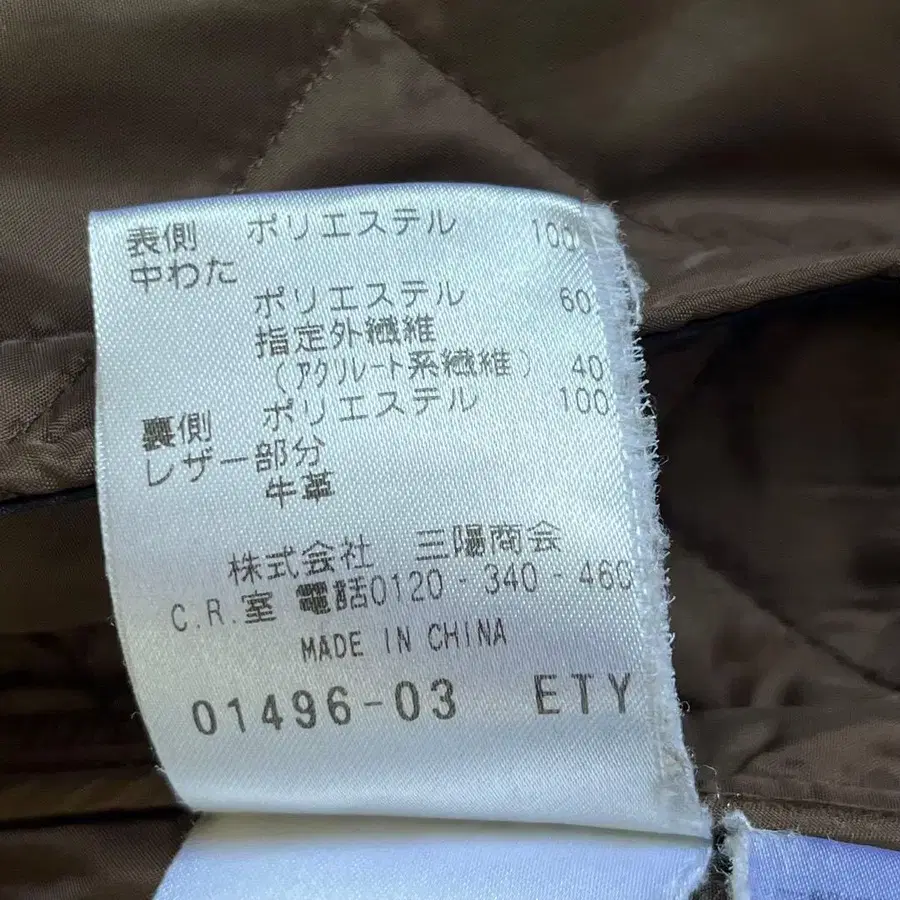 表側 ポリエステル 100
中わた
ポリエステル 60
指定外繊維
(アクリレート系繊維) 40
裏側 ポリエステル 100
レザー部分
牛革
株式会社 三陽商会
C.R.室 電話0120-340-460
MADE IN CHINA
01496-03 ETY